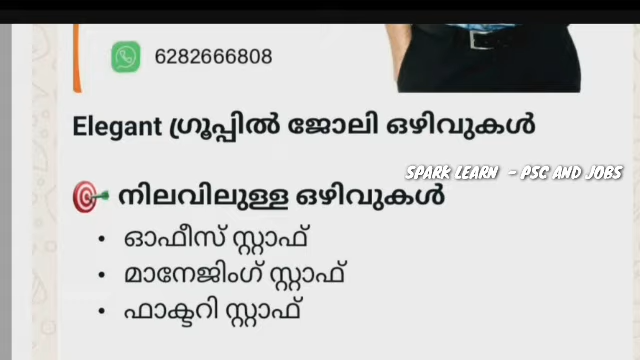 6282666808
Elegant ഗ്രൂപ്പിൽ ജോലി ഒഴിവുകൾ
SPARK LEARN - PSC AND JOBS
നിലവിലുള്ള ഒഴിവുകൾ
• ഓഫീസ് സ്റ്റാഫ്
• മാനേജിംഗ് സ്റ്റാഫ്
• ഫാക്ടറി സ്റ്റാഫ്